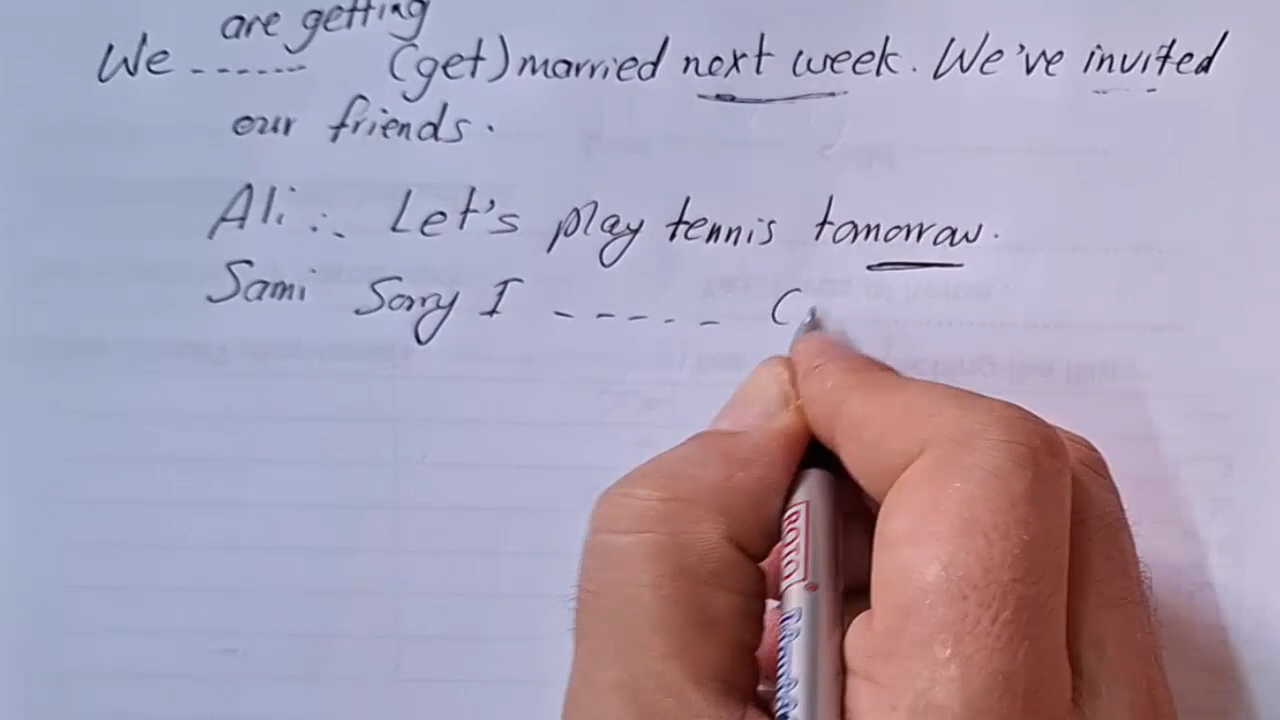 are getting
We ------ (get) married next week. We've invited
our friends.
Ali :. Let's play tennis tomorrow.
Sami Sorry I ----- (
ROTO